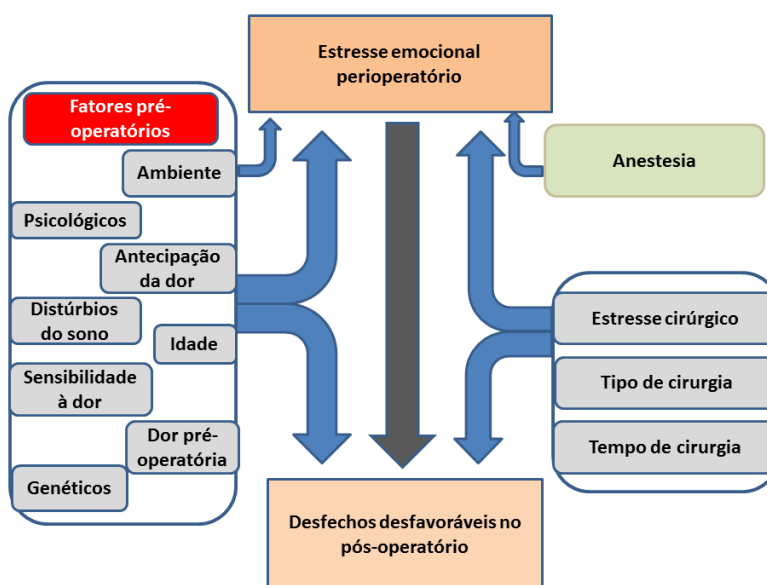 Estresse emocional
perioperatório
Fatores pré-
operatórios
Ambiente
Psicológicos
Antecipação
da dor
Distúrbios
do sono
Idade
Sensibilidade
à dor
Dor pré-
operatória
Genéticos
Anestesia
Estresse cirúrgico
Tipo de cirurgia
Tempo de cirurgia
Desfechos desfavoráveis no
pós-operatório